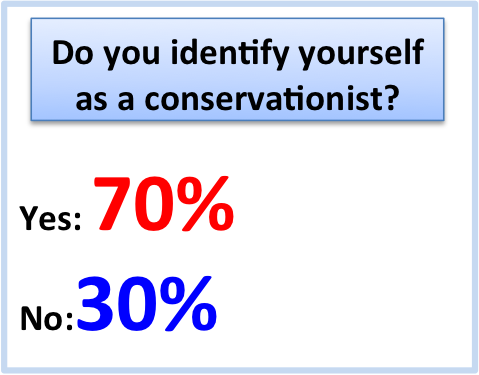 Do you identify yourself
as a conservationist?
Yes: 70%
No:30%